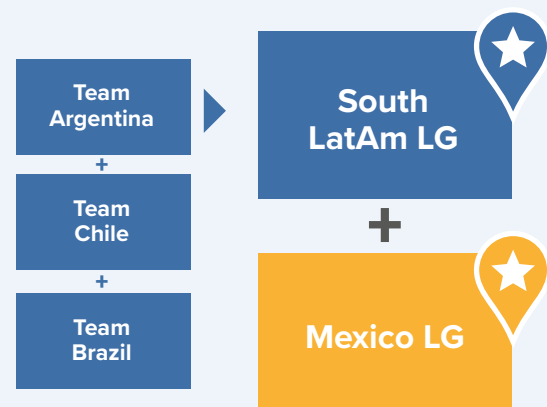 Team
Argentina
+
Team
Chile
+
Team
Brazil
South
LatAm LG
+
Mexico LG